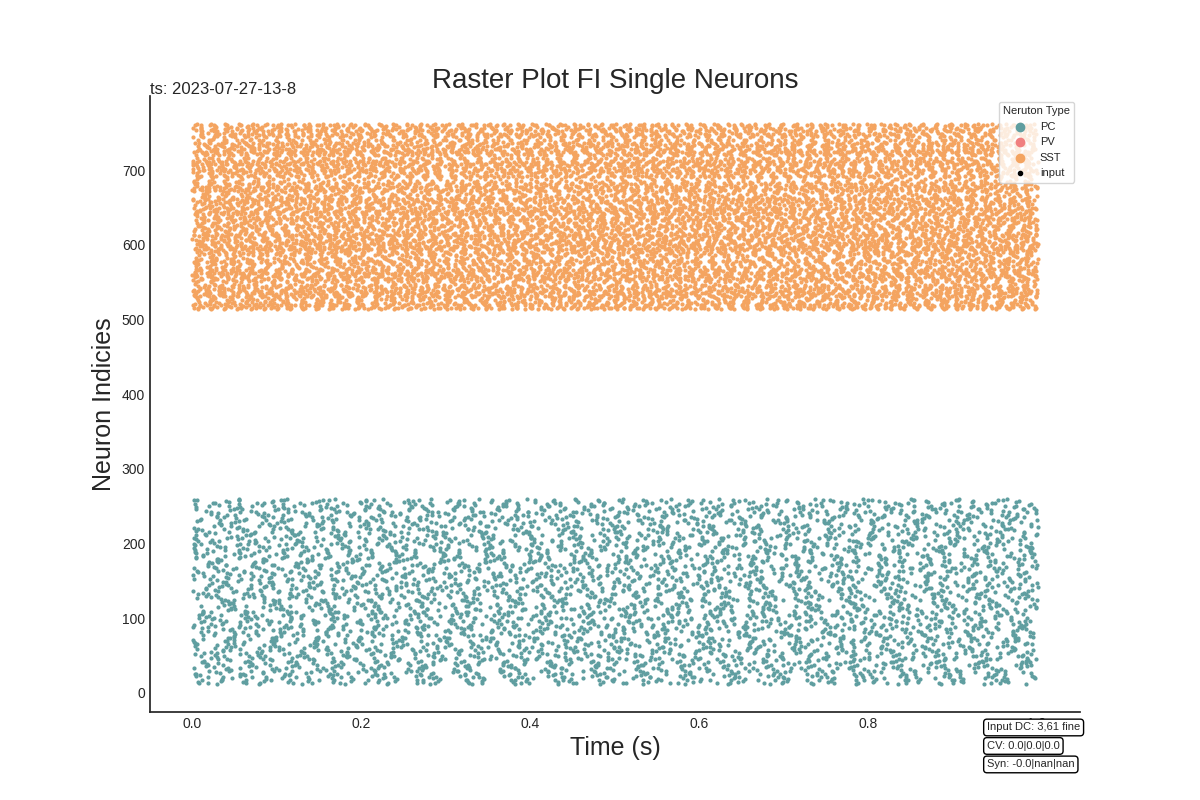 Raster Plot FI Single Neurons
ts: 2023-07-27-13-8
Neruton Type
PC
PV
SST
input
Neuron Indicies
700
600
500
400
300
200
100
0
0.0 0.2 0.4 0.6 0.8
Time (s)
Input DC: 3,61 fine
CV: 0.0|0.0|0.0
Syn: -0.0|nan|nan